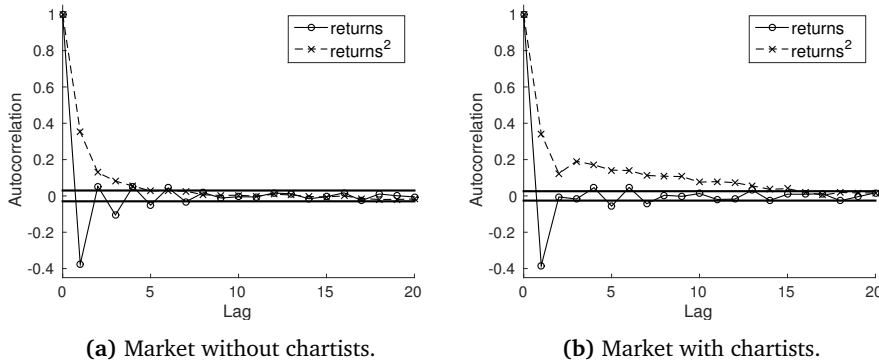 1
0.8
0.6
0.4
0.2
0
-0.2
-0.4
Autocorrelation
returns
returns²
0 5 10 15 20
Lag
(a) Market without chartists.
1
0.8
0.6
0.4
0.2
0
-0.2
-0.4
Autocorrelation
returns
returns²
0 5 10 15 20
Lag
(b) Market with chartists.